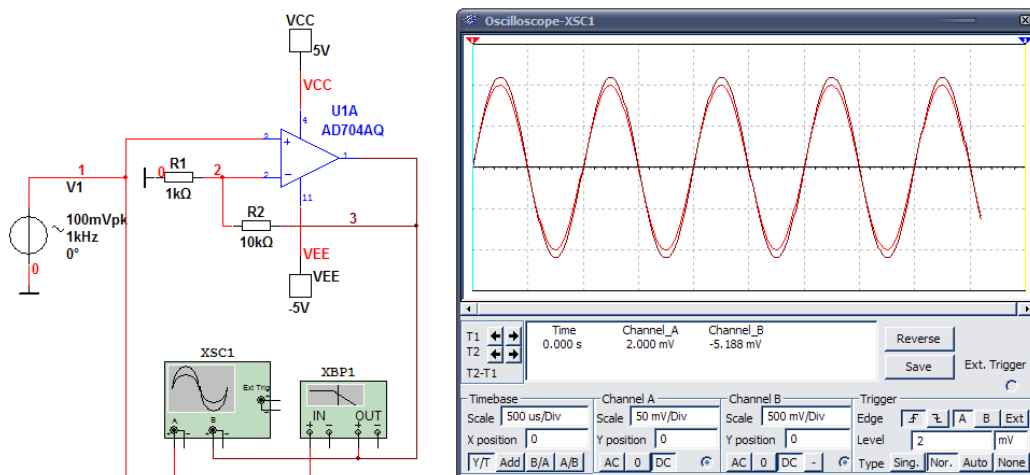 VCC
5V
VCC
U1A
AD704AQ
4
3
1
2
11
1
V1
0
R1
1kΩ
2
R2
10kΩ
3
100mVpk
1kHz
0°
0
VEE
VEE
-5V
XSC1
Ext Trig
A
B
XBP1
IN
OUT
Oscilloscope-XSC1
1
T1
T2
T2-T1
Time
Channel_A
Channel_B
0.000 s
2.000 mV
-5.188 mV
Reverse
Save
Ext. Trigger
Timebase
Scale 500 us/Div
X position 0
Y/T Add B/A A/B
Channel A
Scale 50 mV/Div
Y position 0
AC 0 DC
Channel B
Scale 500 mV/Div
Y position 0
AC 0 DC -
Trigger
Edge A B Ext
Level 2 mV
Type Sing. Nor. Auto None